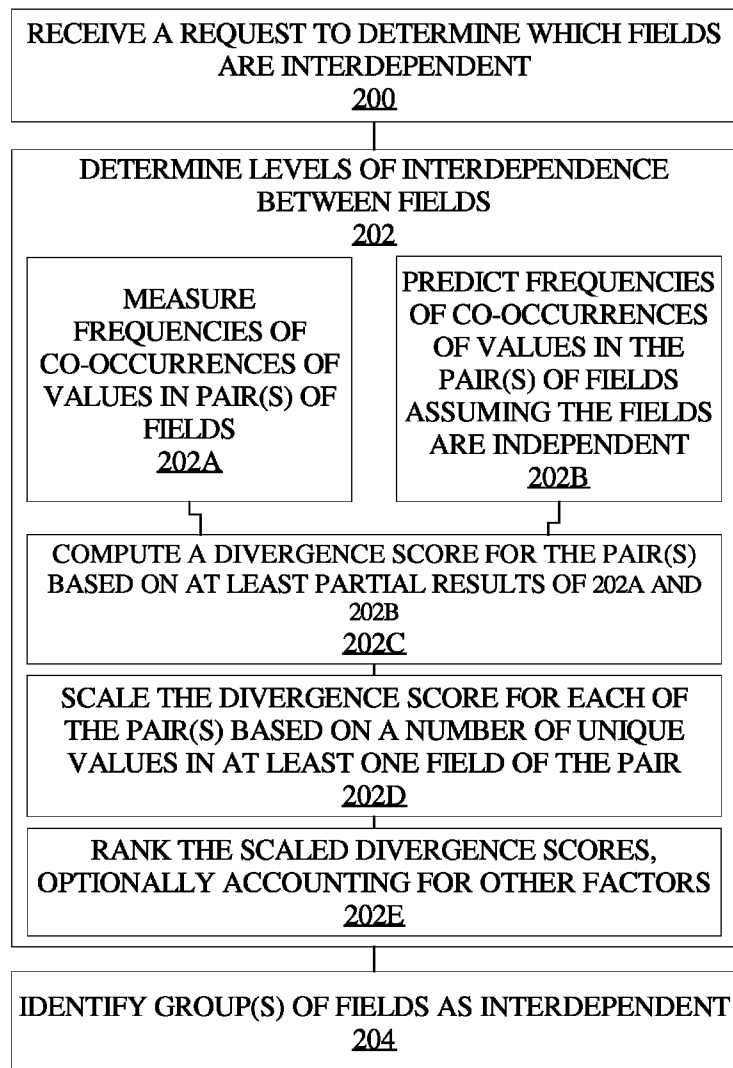 RECEIVE A REQUEST TO DETERMINE WHICH FIELDS
ARE INTERDEPENDENT
200
DETERMINE LEVELS OF INTERDEPENDENCE
BETWEEN FIELDS
202
MEASURE
FREQUENCIES OF
CO-OCCURRENCES OF
VALUES IN PAIR(S) OF
FIELDS
202A
PREDICT FREQUENCIES
OF CO-OCCURRENCES
OF VALUES IN THE
PAIR(S) OF FIELDS
ASSUMING THE FIELDS
ARE INDEPENDENT
202B
COMPUTE A DIVERGENCE SCORE FOR THE PAIR(S)
BASED ON AT LEAST PARTIAL RESULTS OF 202A AND
202B
202C
SCALE THE DIVERGENCE SCORE FOR EACH OF
THE PAIR(S) BASED ON A NUMBER OF UNIQUE
VALUES IN AT LEAST ONE FIELD OF THE PAIR
202D
RANK THE SCALED DIVERGENCE SCORES,
OPTIONALLY ACCOUNTING FOR OTHER FACTORS
202E
IDENTIFY GROUP(S) OF FIELDS AS INTERDEPENDENT
204